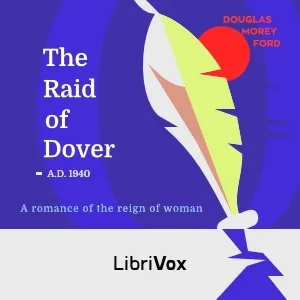 DOUGLAS
MOREY
FORD
The
Raid
of
Dover
- A.D. 1940
A romance of the reign of woman
LibriVox